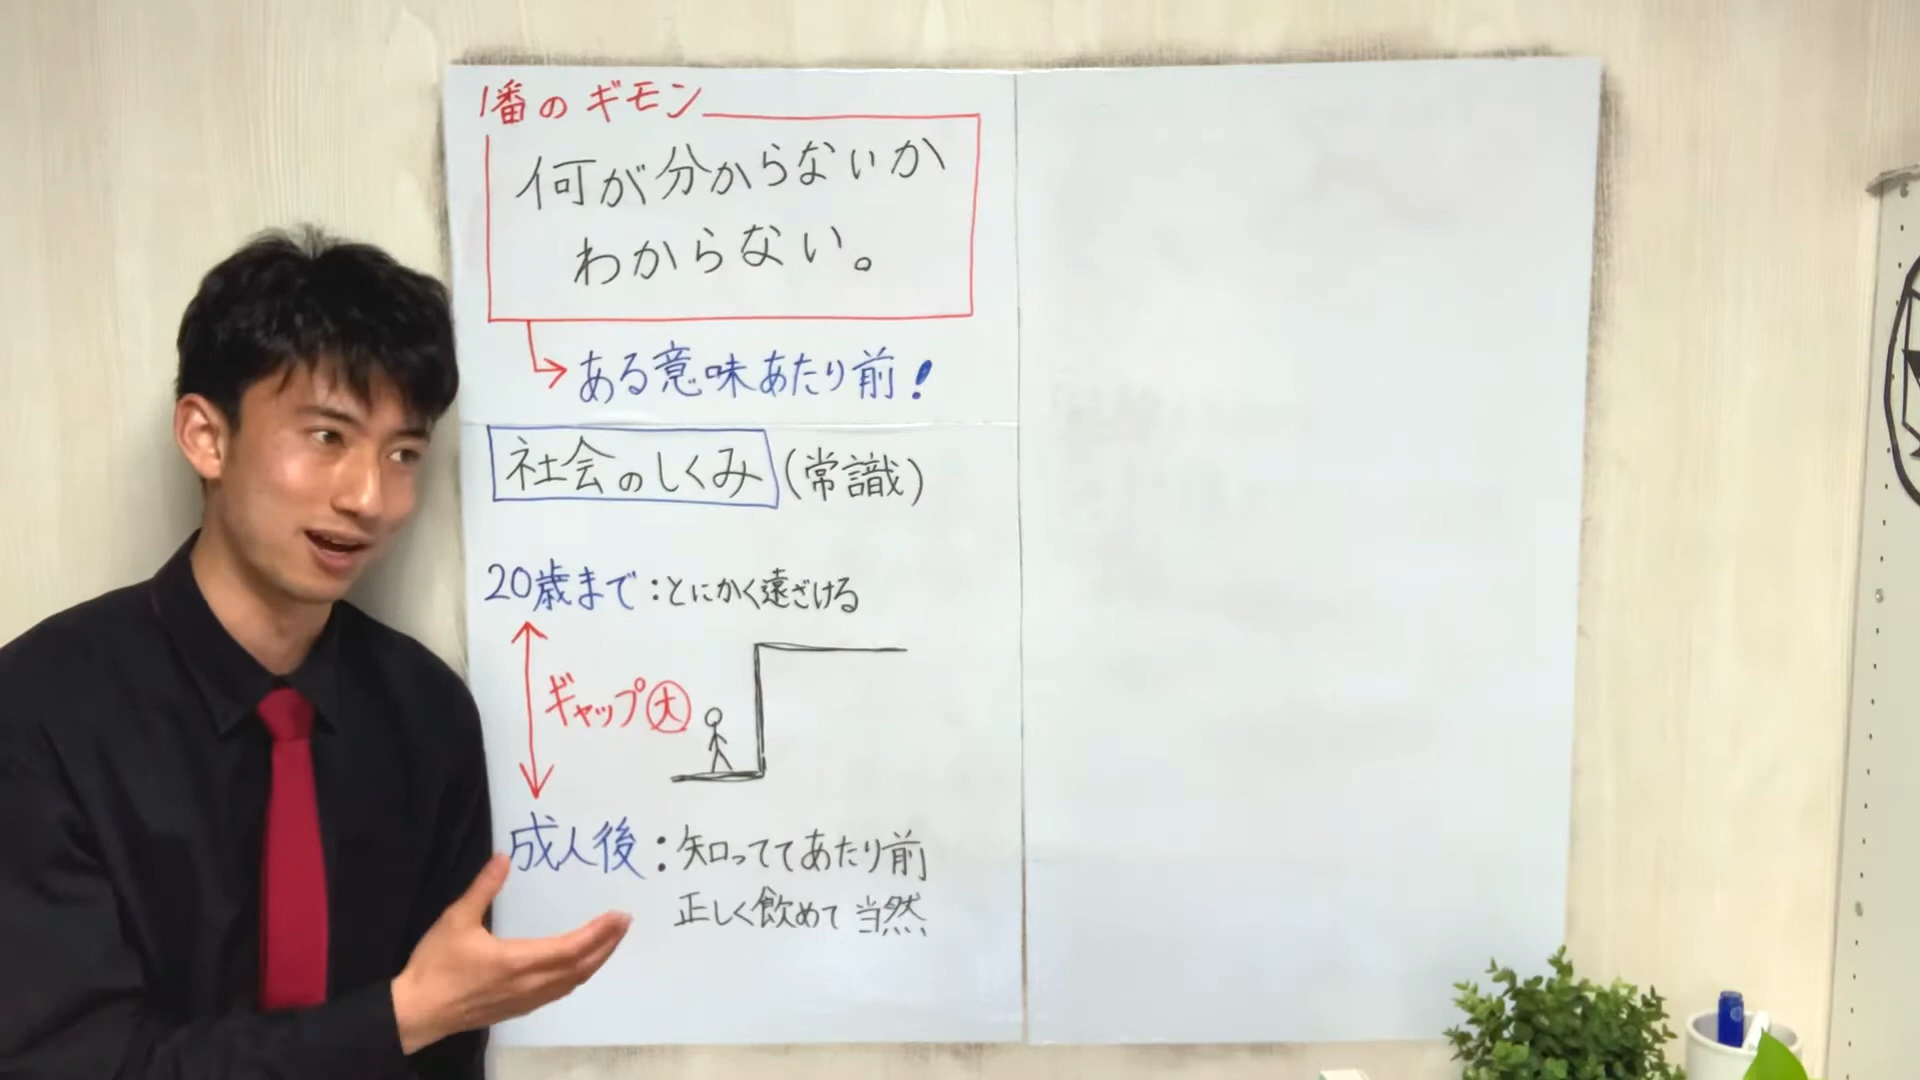 1番のギモン
何が分からないか
わからない。
ある意味あたり前!
社会のしくみ(常識)
20歳まで:とにかく遠ざける
ギャップ大
成人後:知っててあたり前
正しく飲めて当然